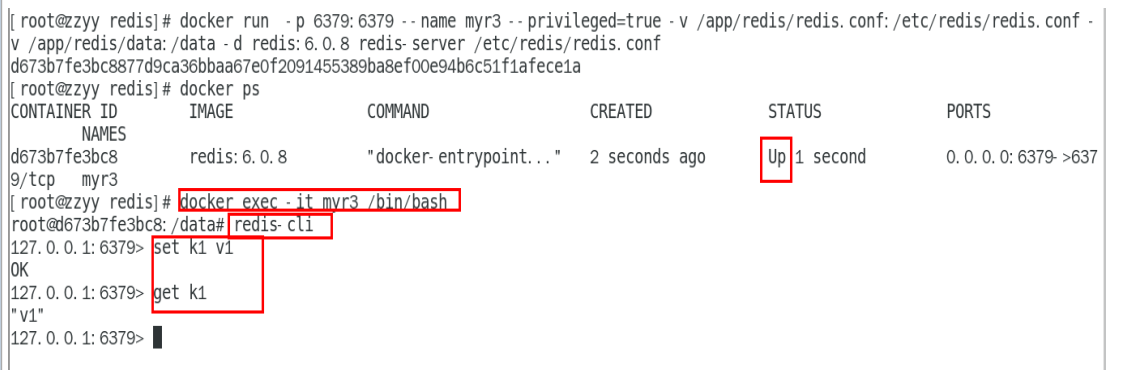 [root@zzyy redis]# docker run -p 6379:6379 --name myr3 --privileged=true -v /app/redis/redis.conf:/etc/redis/redis.conf -
v /app/redis/data:/data -d redis:6.0.8 redis-server /etc/redis/redis.conf
d673b7fe3bc8877d9ca36bbaa67e0f2091455389ba8ef00e94b6c51f1afece1a
[root@zzyy redis]# docker ps
CONTAINER ID IMAGE COMMAND CREATED STATUS PORTS
NAMES
d673b7fe3bc8 redis:6.0.8 "docker-entrypoint..." 2 seconds ago Up 1 second 0.0.0.0:6379->637
9/tcp myr3
[root@zzyy redis]# docker exec -it myr3 /bin/bash
root@d673b7fe3bc8:/data# redis-cli
127.0.0.1:6379> set k1 v1
OK
127.0.0.1:6379> get k1
"v1"
127.0.0.1:6379>